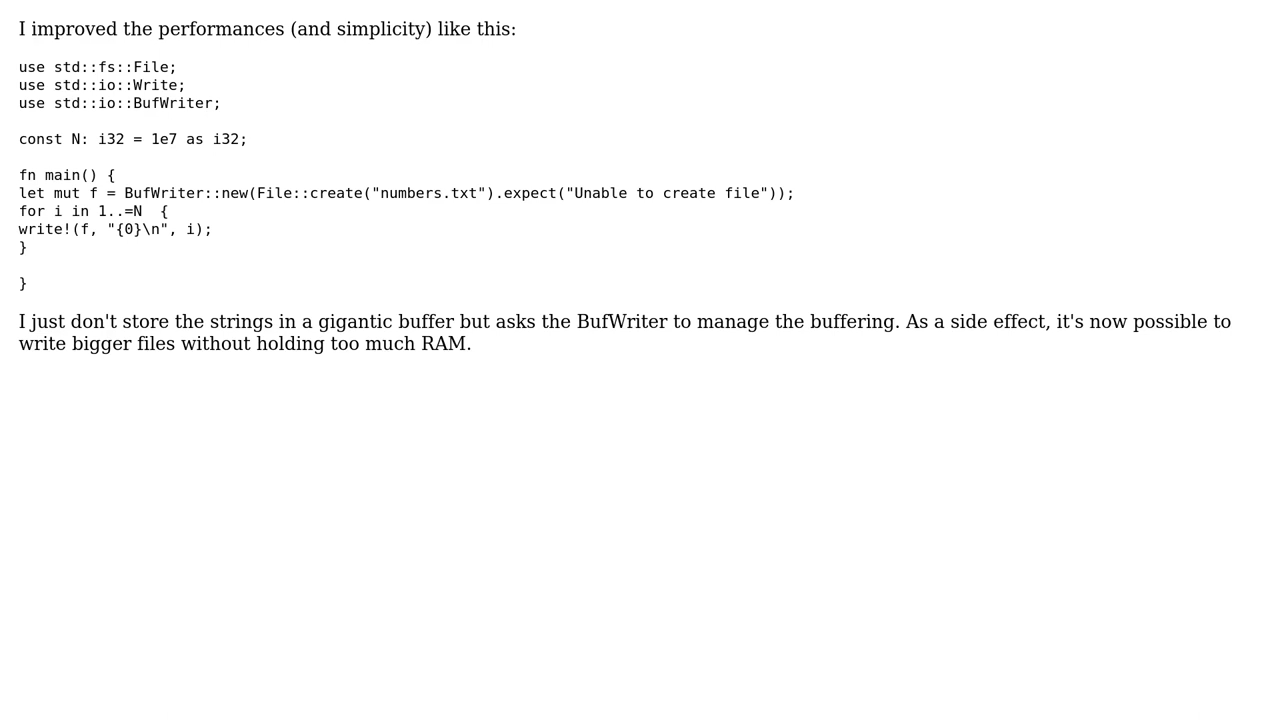 I improved the performances (and simplicity) like this:
use std::fs::File;
use std::io::Write;
use std::io::BufWriter;
const N: i32 = 1e7 as i32;
fn main() {
let mut f = BufWriter::new(File::create("numbers.txt").expect("Unable to create file"));
for i in 1..=N  {
write!(f, "{0}\n", i);
}
}
I just don't store the strings in a gigantic buffer but asks the BufWriter to manage the buffering. As a side effect, it's now possible to
write bigger files without holding too much RAM.